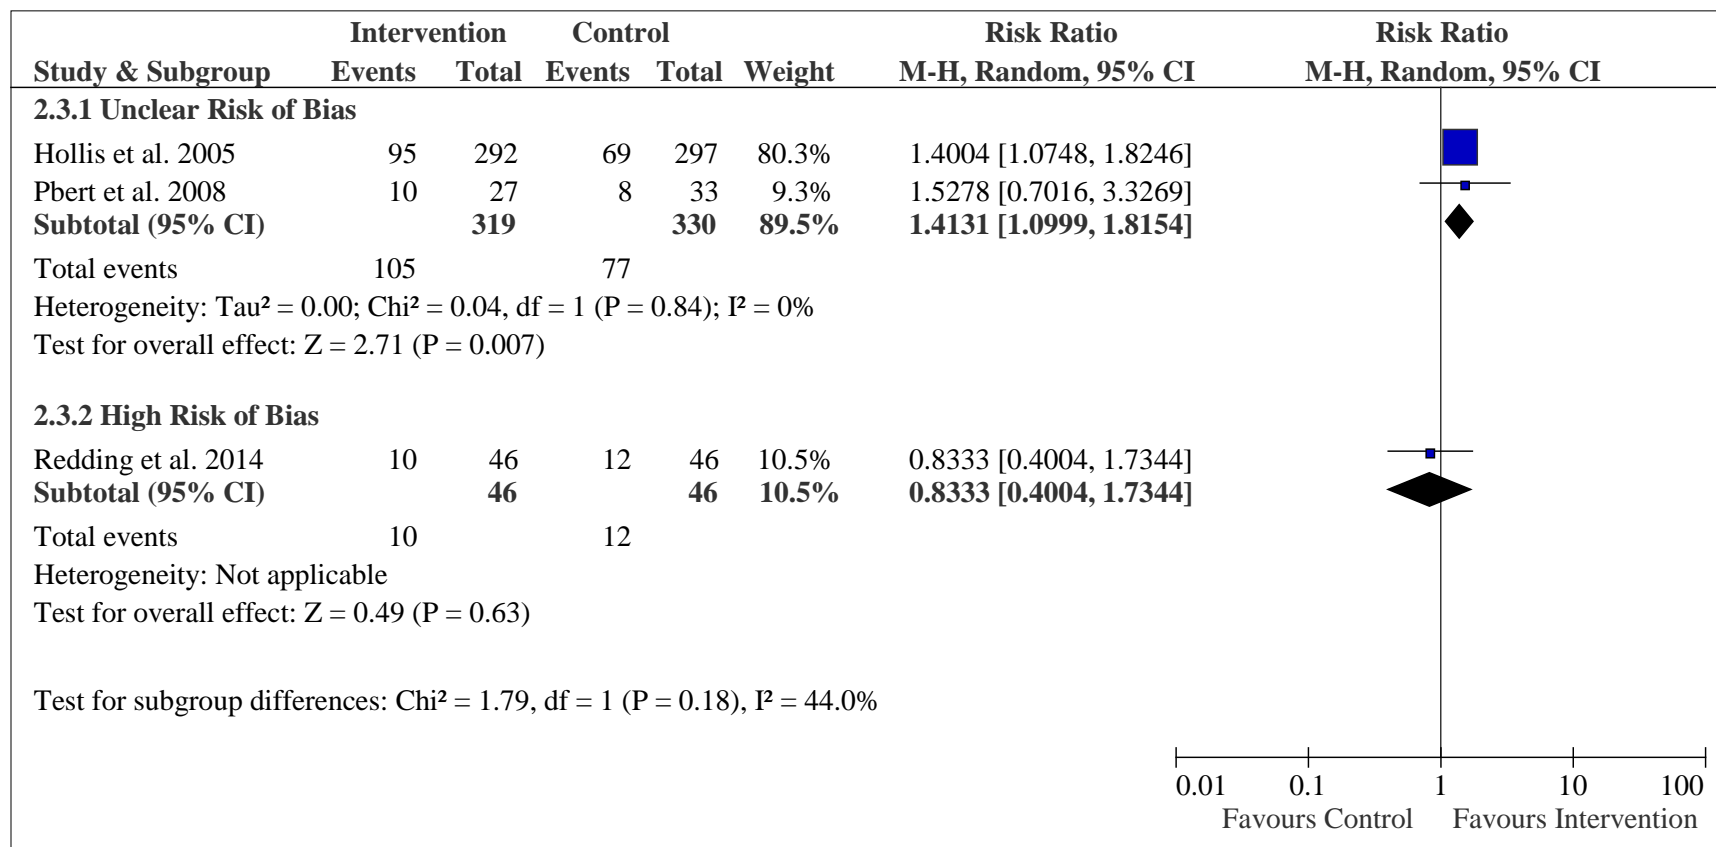 Intervention Control Risk Ratio Risk Ratio
Study & Subgroup Events Total Events Total Weight M-H, Random, 95% CI M-H, Random, 95% CI
2.3.1 Unclear Risk of Bias
Hollis et al. 2005 95 292 69 297 80.3% 1.4004 [1.0748, 1.8246]
Pbert et al. 2008 10 27 8 33 9.3% 1.5278 [0.7016, 3.3269]
Subtotal (95% CI) 319 330 89.5% 1.4131 [1.0999, 1.8154]
Total events 105 77
Heterogeneity: Tau² = 0.00; Chi² = 0.04, df = 1 (P = 0.84); I² = 0%
Test for overall effect: Z = 2.71 (P = 0.007)
2.3.2 High Risk of Bias
Redding et al. 2014 10 46 12 46 10.5% 0.8333 [0.4004, 1.7344]
Subtotal (95% CI) 46 46 10.5% 0.8333 [0.4004, 1.7344]
Total events 10 12
Heterogeneity: Not applicable
Test for overall effect: Z = 0.49 (P = 0.63)
Test for subgroup differences: Chi² = 1.79, df = 1 (P = 0.18), I² = 44.0%
0.01 0.1 1 10 100
Favours Control Favours Intervention